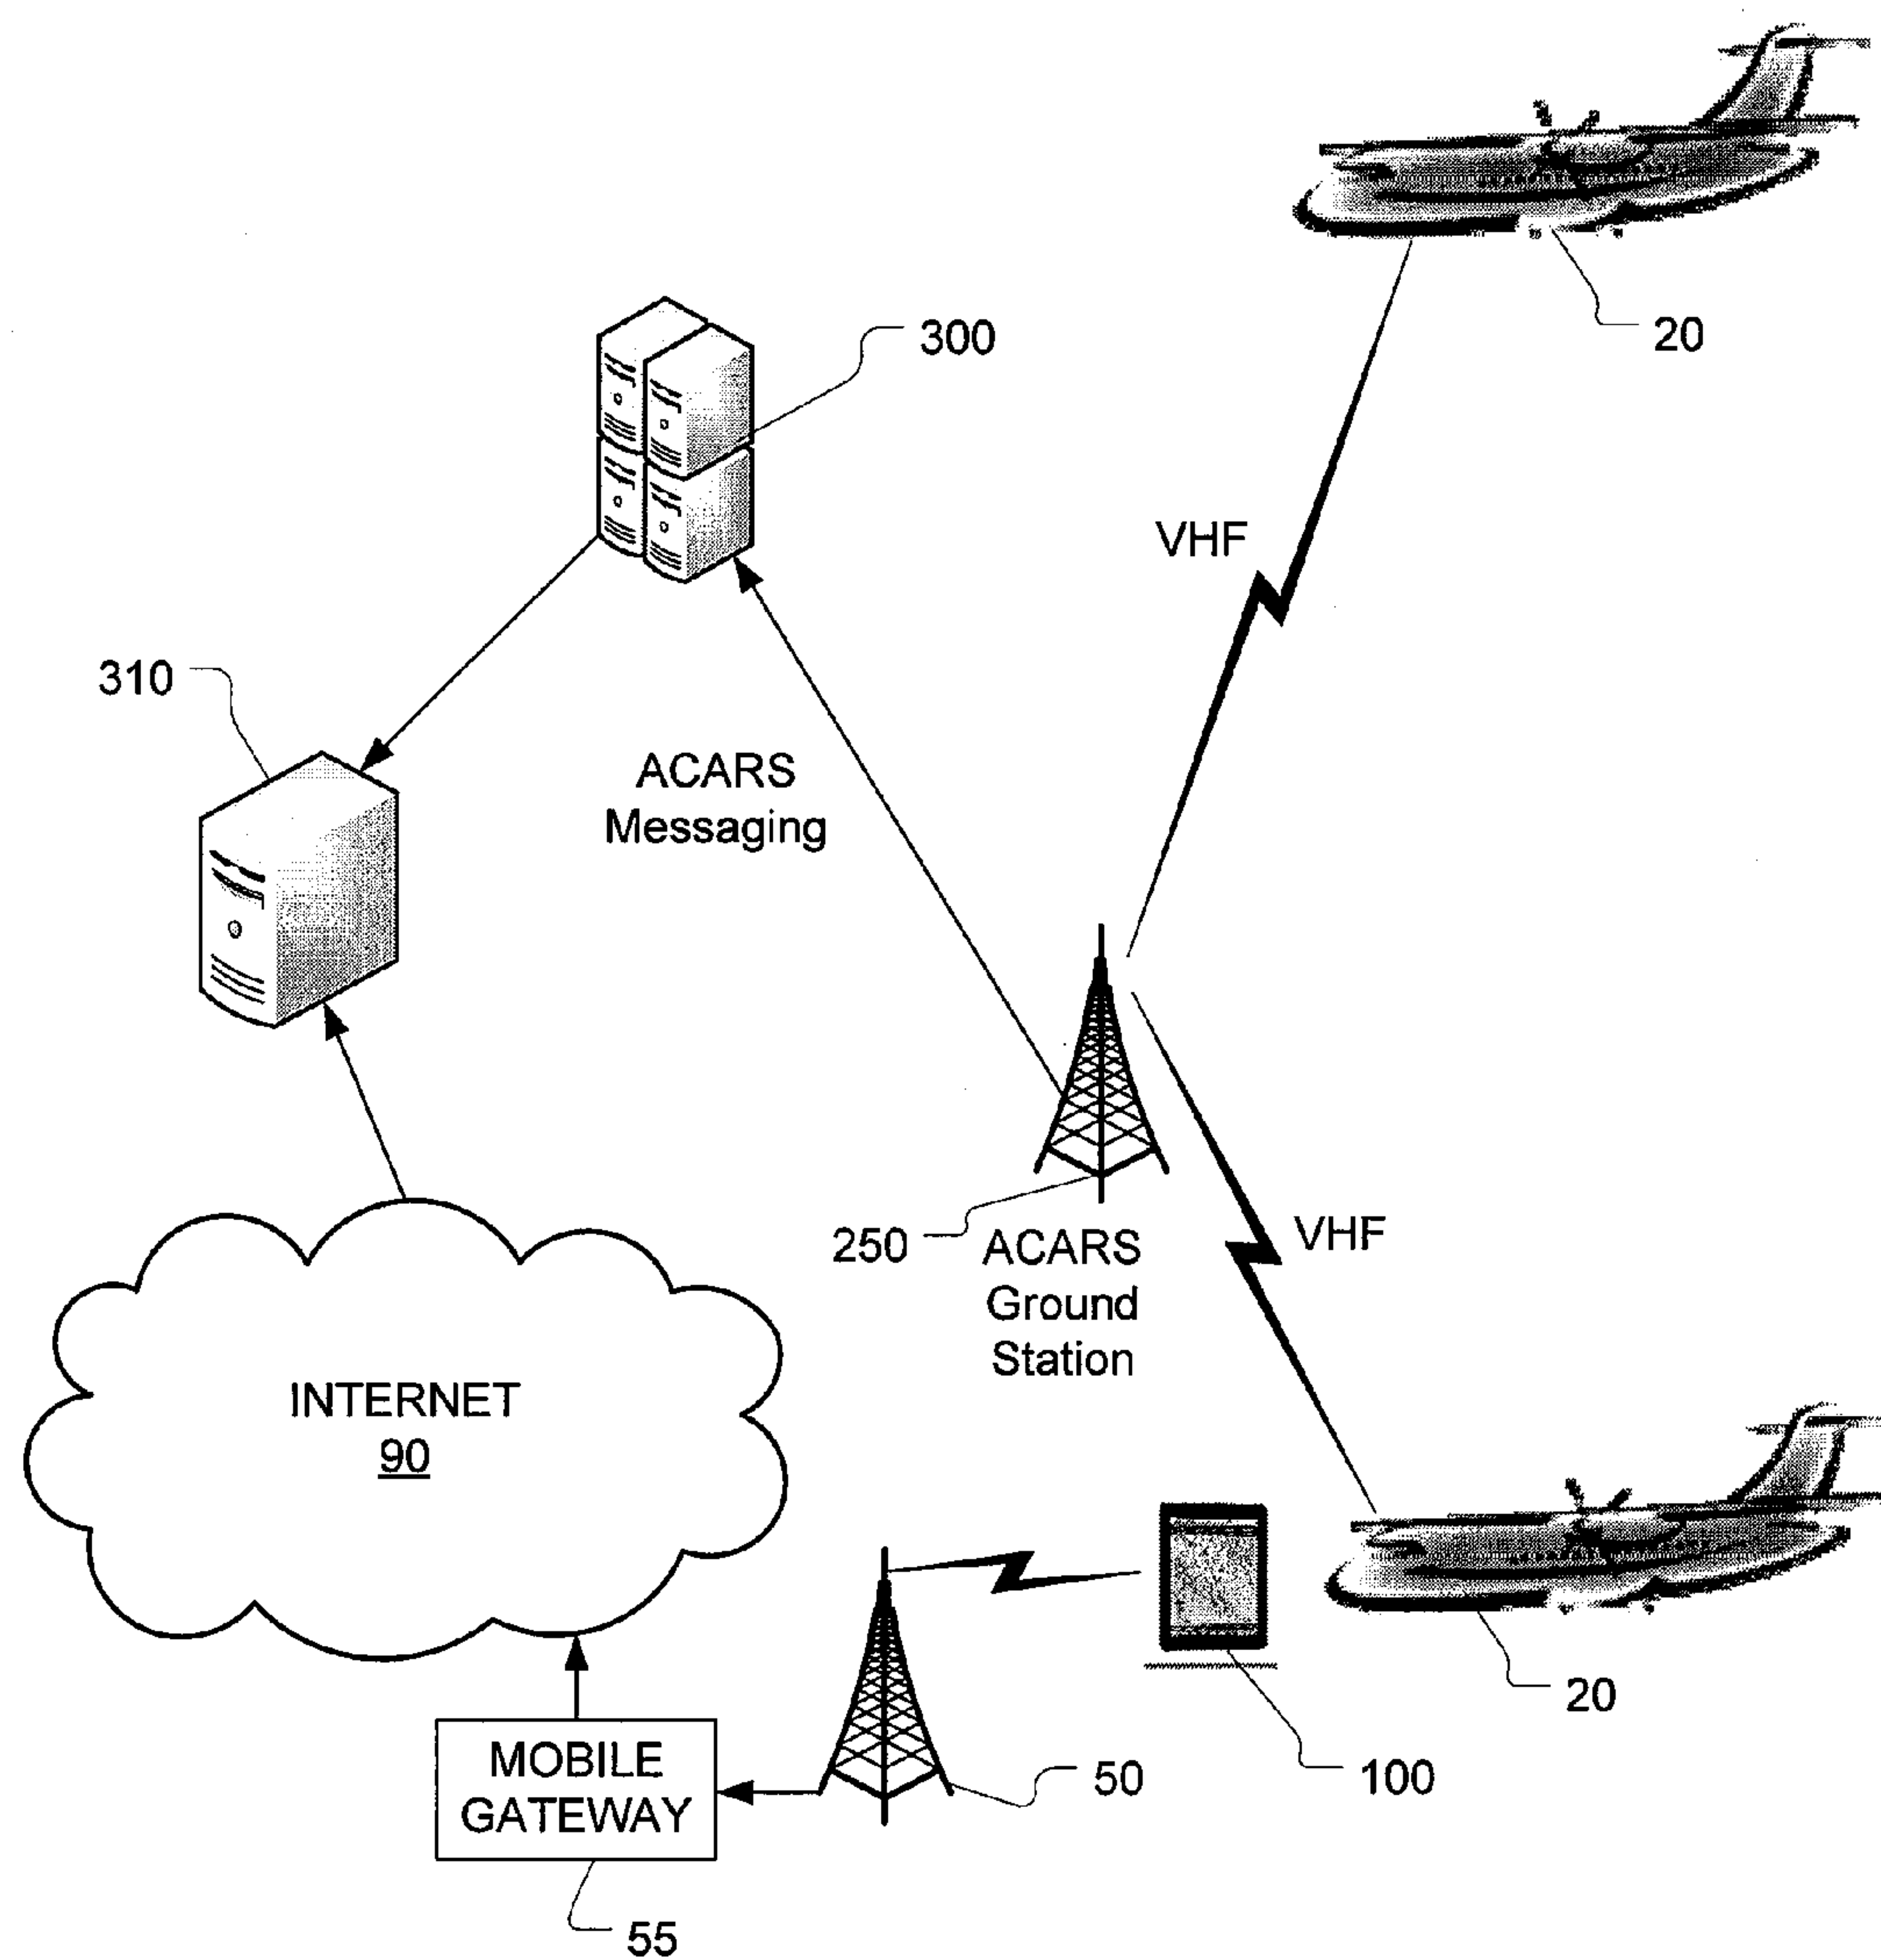 20
300
VHF
310
ACARS
Messaging
250
ACARS
Ground
Station
VHF
INTERNET
90
20
100
50
MOBILE
GATEWAY
55